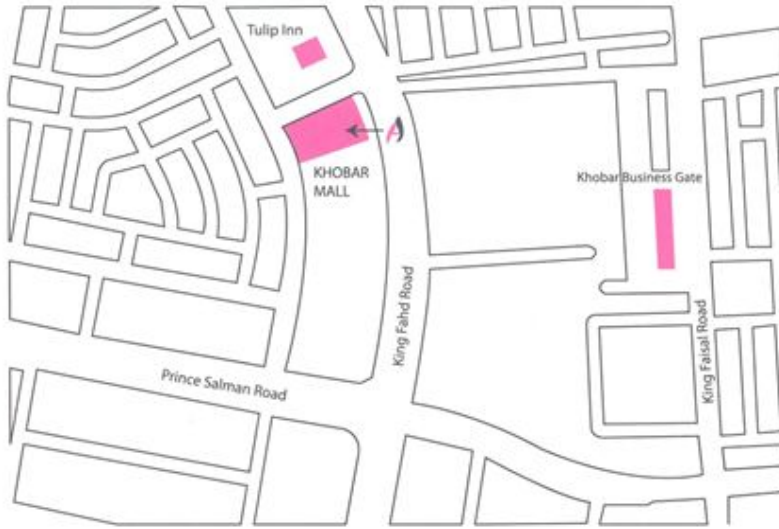 Tulip Inn
KHOBAR
MALL
Khobar Business Gate
King Fahd Road
King Faisal Road
Prince Salman Road